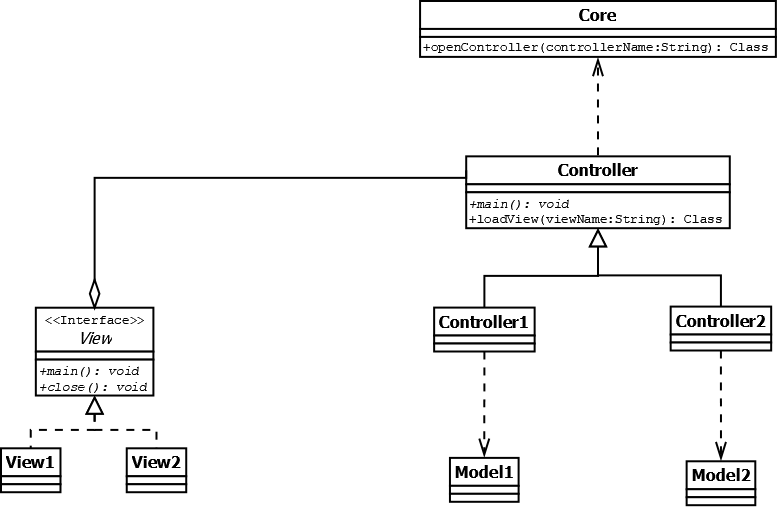 Core
+openController(controllerName:String): Class
Controller
+main(): void
+loadView(viewName:String): Class
<<Interface>>
View
+main(): void
+close(): void
Controller1
Controller2
View1
View2
Model1
Model2